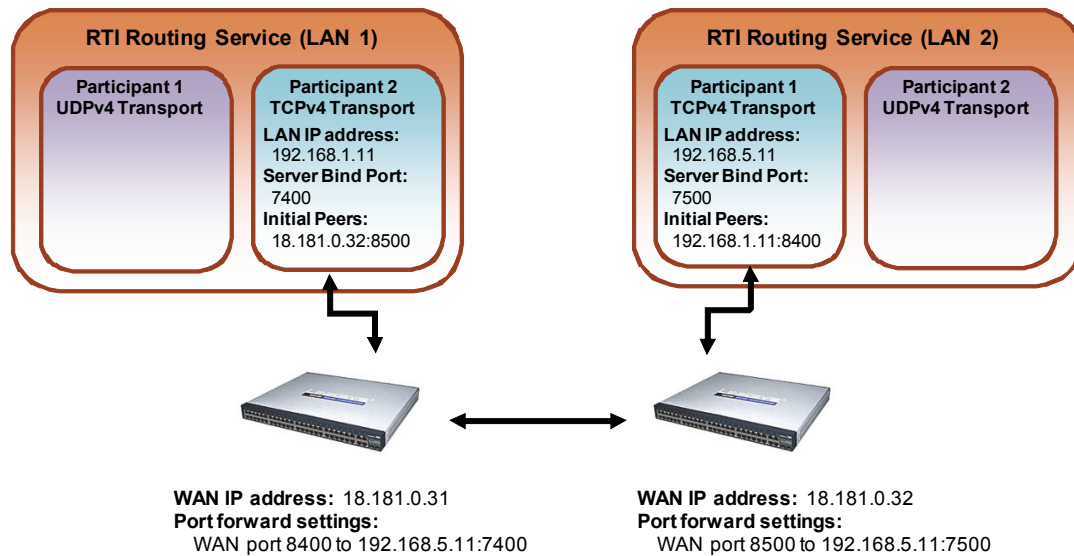 RTI Routing Service (LAN 1)
Participant 1
UDPv4 Transport
Participant 2
TCPv4 Transport
LAN IP address:
192.168.1.11
Server Bind Port:
7400
Initial Peers:
18.181.0.32:8500
RTI Routing Service (LAN 2)
Participant 1
TCPv4 Transport
LAN IP address:
192.168.5.11
Server Bind Port:
7500
Initial Peers:
192.168.1.11:8400
Participant 2
UDPv4 Transport
WAN IP address: 18.181.0.31
Port forward settings:
WAN port 8400 to 192.168.5.11:7400
WAN IP address: 18.181.0.32
Port forward settings:
WAN port 8500 to 192.168.5.11:7500